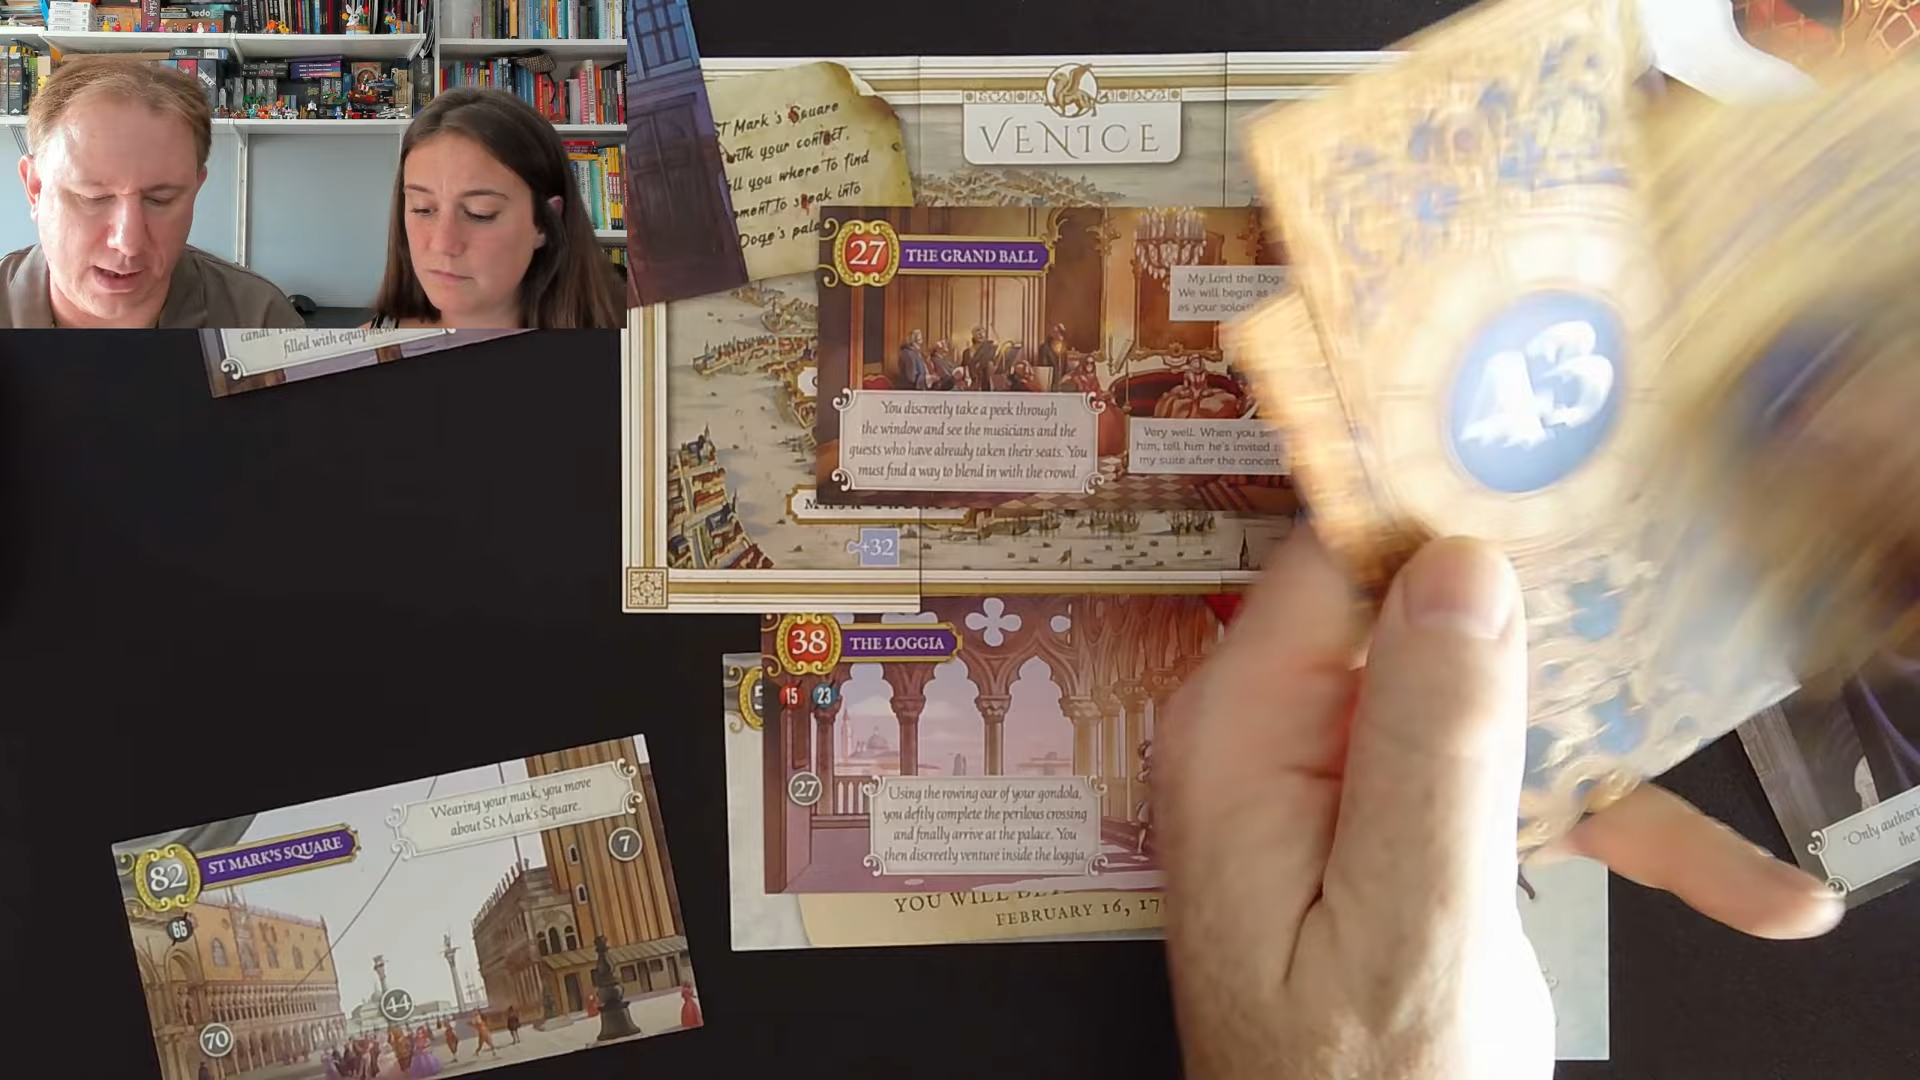 St Mark's Square
with your contact.
ll you where to find
ment to sneak into
Doge's pala
VENICE
27 THE GRAND BALL
My Lord the Dog
We will begin as
as your solois
You discreetly take a peek through
the window and see the musicians and the
guests who have already taken their seats. You
must find a way to blend in with the crowd.
Very well. When you se
him, tell him he's invited
my suite after the concert
43
+32
canal.
filled with equipmen
38 THE LOGGIA
15 23
27
Using the rowing oar of your gondola,
you deftly complete the perilous crossing
and finally arrive at the palace. You
then discreetly venture inside the loggia
5
YOU WILL BE
FEBRUARY 16, 17
82 ST MARK'S SQUARE
Wearing your mask, you move
about St Mark's Square.
7
66
44
70
"Only authori
the